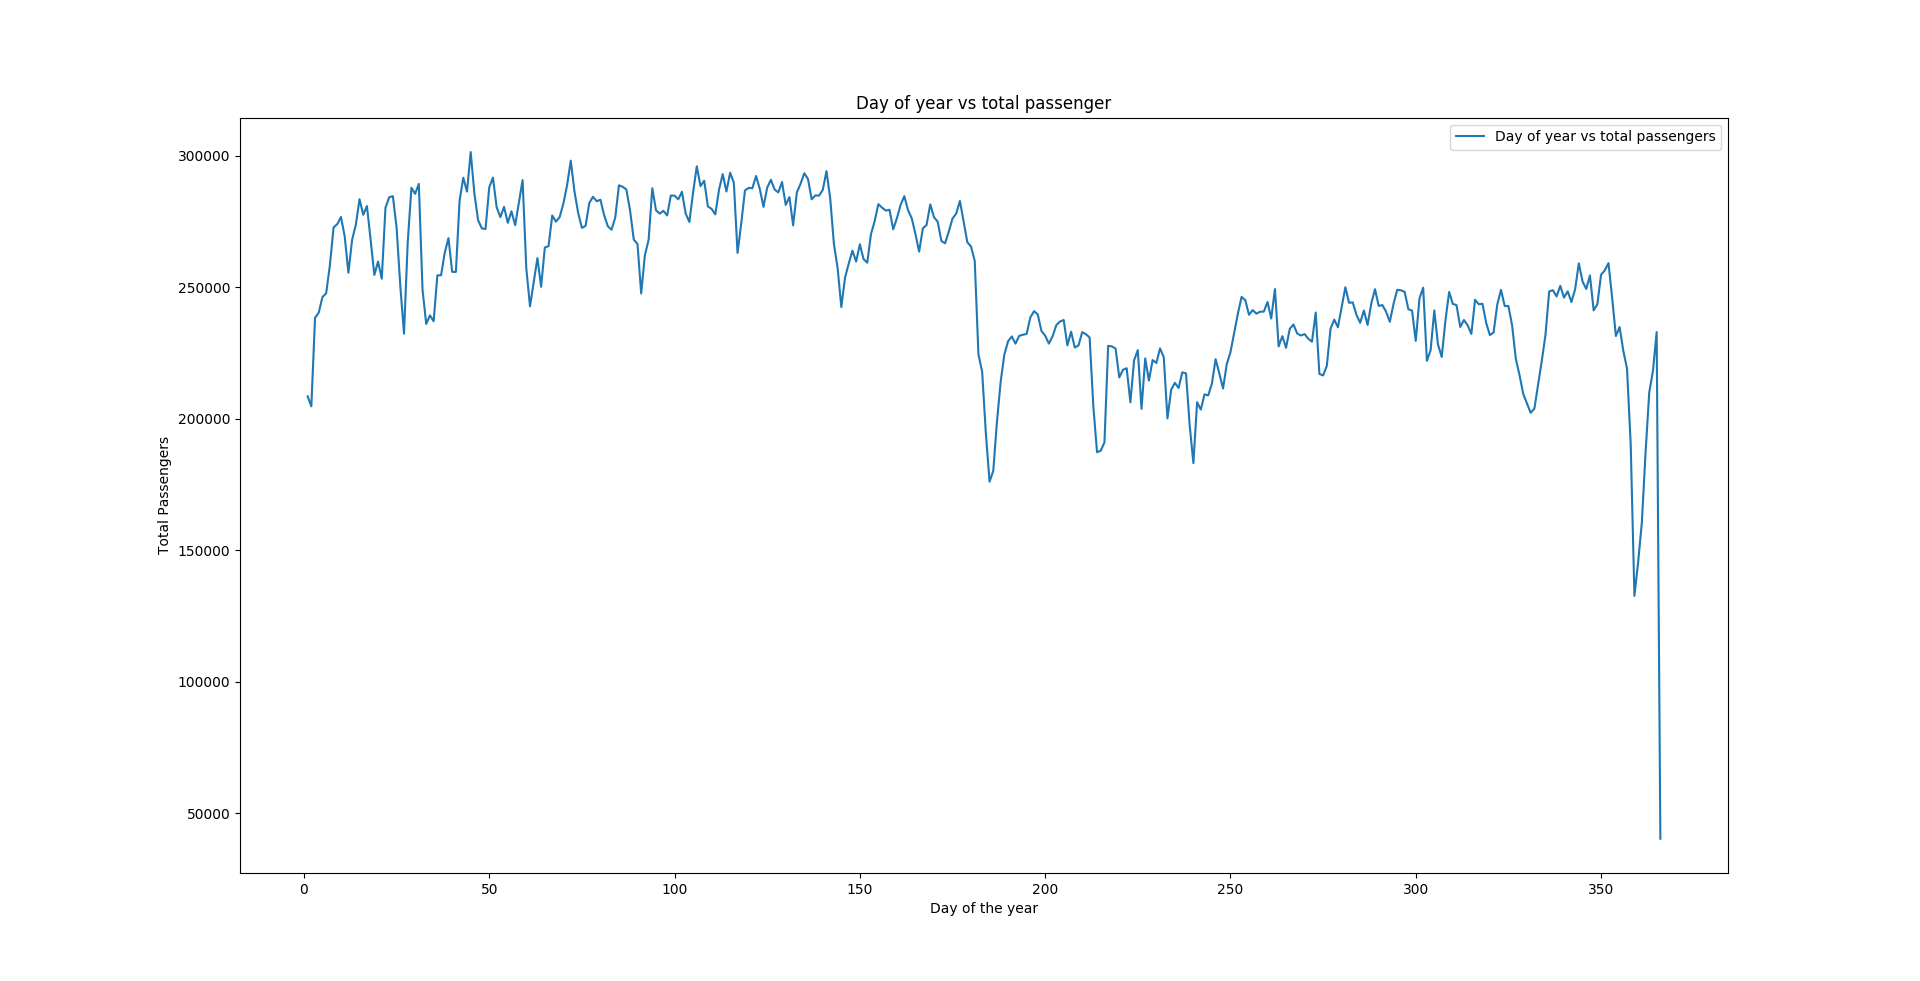 Day of year vs total passenger
Day of year vs total passengers
300000
250000
200000
150000
100000
50000
Total Passengers
0 50 100 150 200 250 300 350
Day of the year